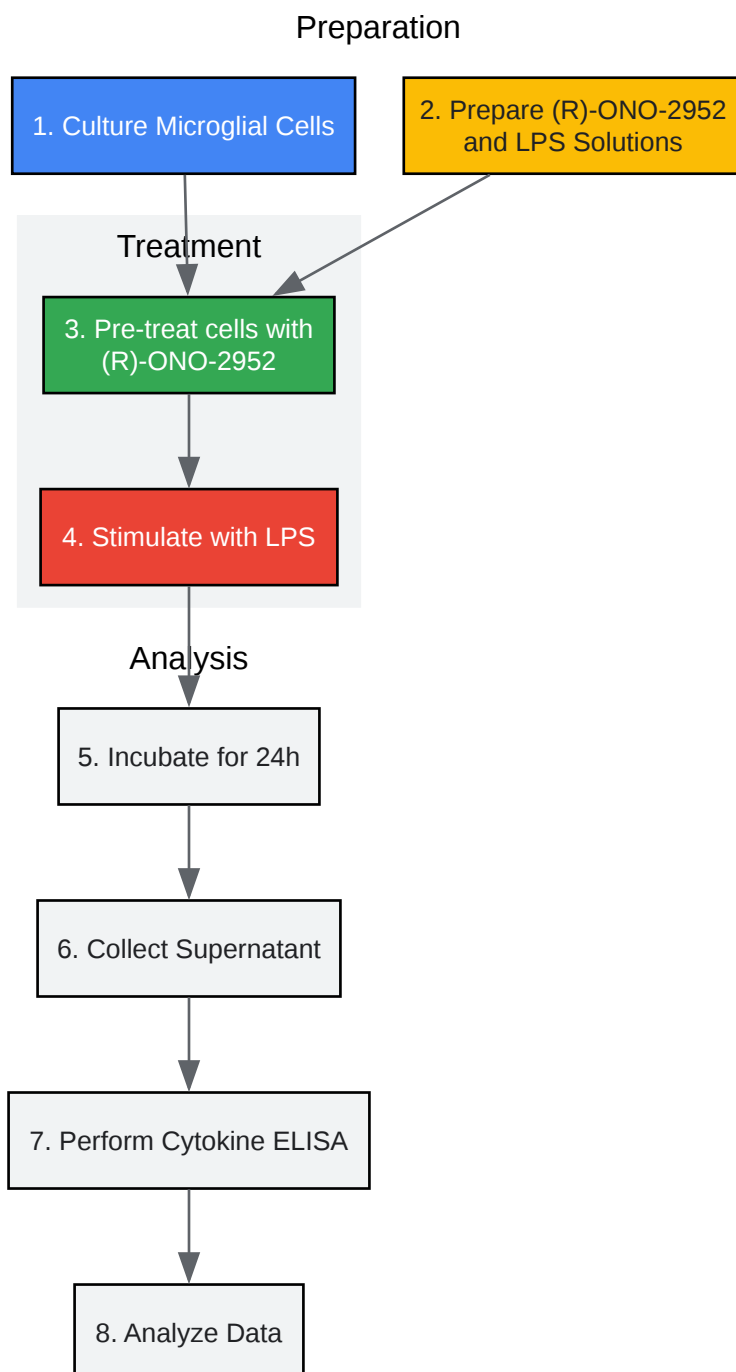 Preparation
1. Culture Microglial Cells
2. Prepare (R)-ONO-2952
and LPS Solutions
Treatment
3. Pre-treat cells with
(R)-ONO-2952
4. Stimulate with LPS
Analysis
5. Incubate for 24h
6. Collect Supernatant
7. Perform Cytokine ELISA
8. Analyze Data